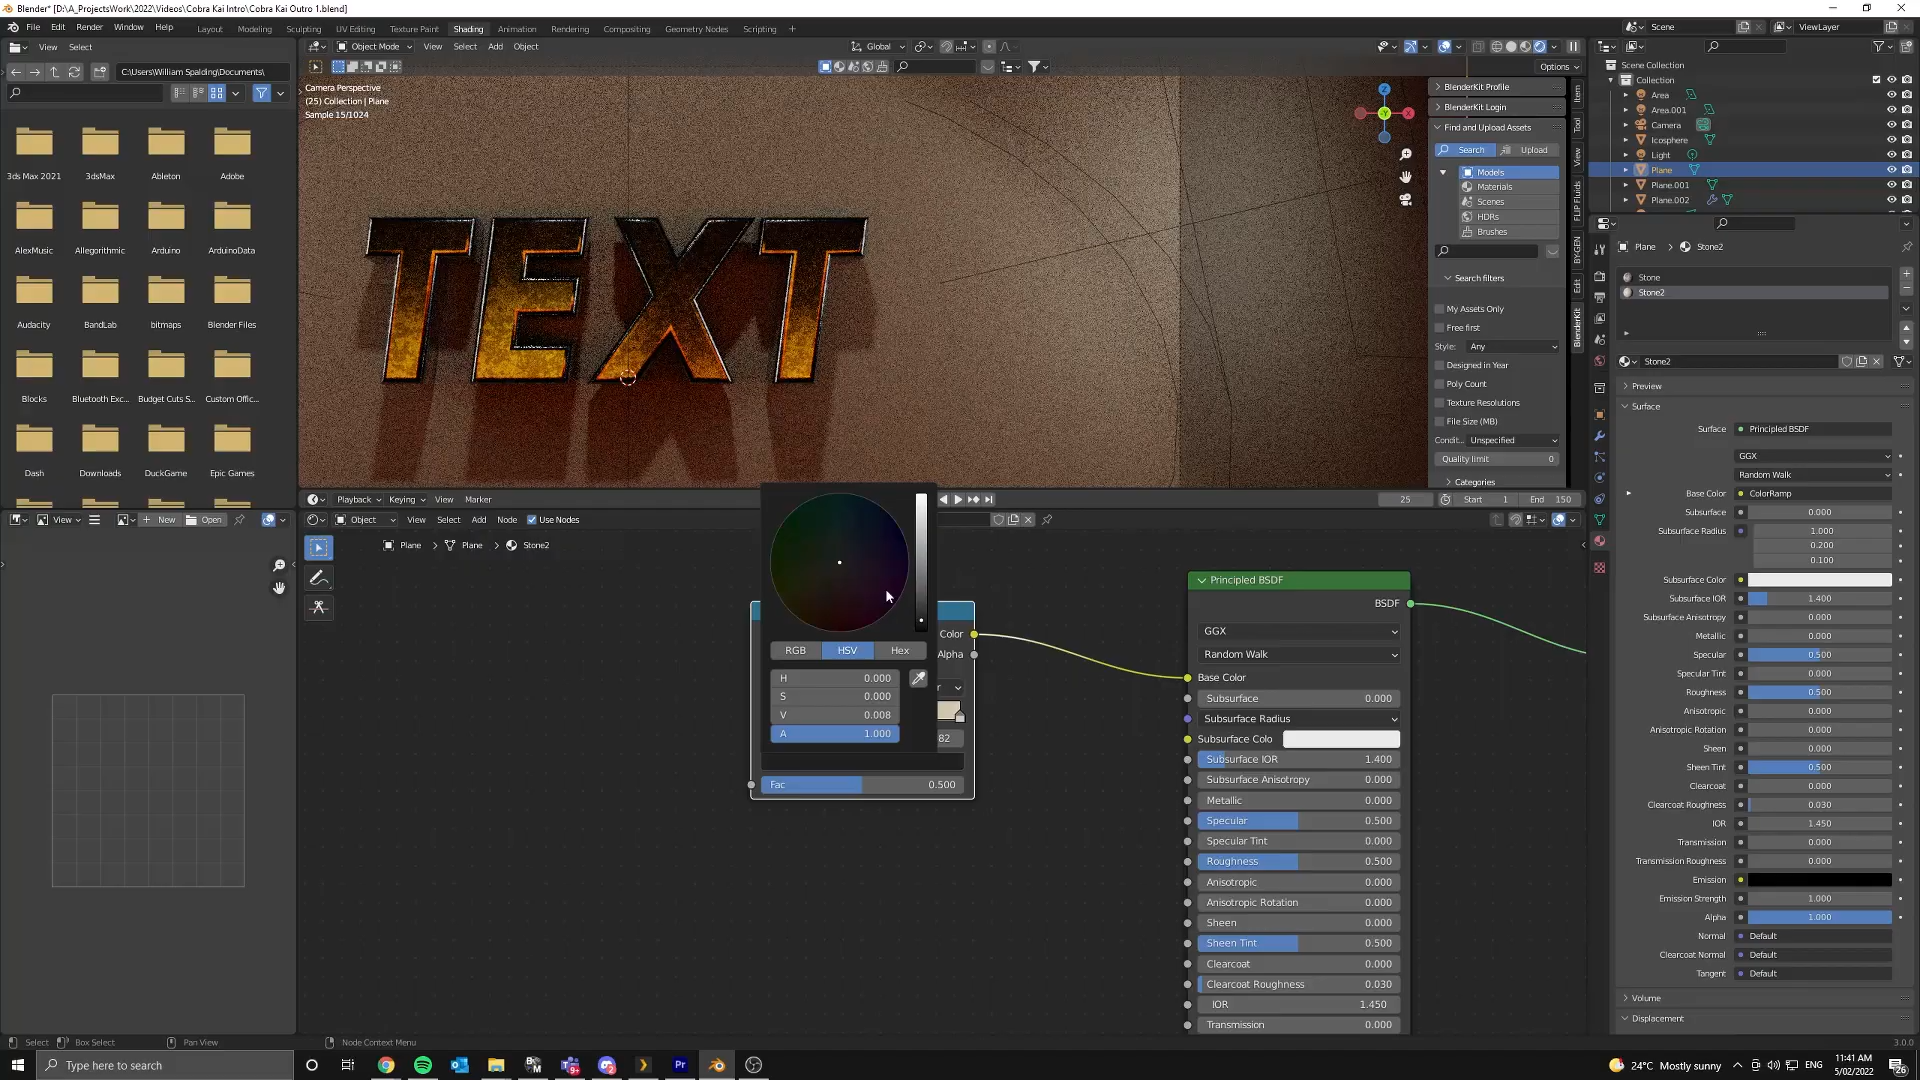 Blender* [D:\A_ProjectsWork\2022\Videos\Cobra Kai Intro\Cobra Kai Outro 1.blend]
File Edit Render Window Help Layout Modeling Sculpting UV Editing Texture Paint Shading Animation Rendering Compositing Geometry Nodes Scripting Scene ViewLayer
View Select Object Mode View Select Add Object Global
C:\Users\William Spalding\Documents\ Options
Camera Perspective
(25) Collection | Plane
Sample 15/1024
3ds Max 2021 3dsMax Ableton Adobe
AlexMusic Allegorithmic Arduino ArduinoData
Audacity BandLab bitmaps Blender Files
Blocks Bluetooth Exc... Budget Cuts S... Custom Offic...
Dash Downloads DuckGame Epic Games
TEXT
Z
Y
X
BlenderKit Profile
BlenderKit Login
Find and Upload Assets
Search Upload
Models
Materials
Scenes
HDRs
Brushes
Search filters
My Assets Only
Free first
Style: Any
Designed in Year
Poly Count
Texture Resolutions
File Size (MB)
Condit... Unspecified
Quality limit 0
Categories
Item
Tool
View
FLIP Fluids
BY-GEN
Edit
BlenderKit
Scene Collection
Collection
Area
Area.001
Camera
Icosphere
Light
Plane
Plane.001
Plane.002
Plane Stone2
Stone
Stone2
Stone2
Preview
Surface
Surface Principled BSDF
GGX
Random Walk
Base Color ColorRamp
Subsurface 0.000
Subsurface Radius 1.000
0.200
0.100
Subsurface Color
Subsurface IOR 1.400
Subsurface Anisotropy 0.000
Metallic 0.000
Specular 0.500
Specular Tint 0.000
Roughness 0.500
Anisotropic 0.000
Anisotropic Rotation 0.000
Sheen 0.000
Sheen Tint 0.500
Clearcoat 0.000
Clearcoat Roughness 0.030
IOR 1.450
Transmission 0.000
Transmission Roughness 0.000
Emission
Emission Strength 1.000
Alpha 1.000
Normal Default
Clearcoat Normal Default
Tangent Default
Volume
Displacement
Playback Keying View Marker 25 Start 1 End 150
View New Open Object View Select Add Node Use Nodes
Plane Plane Stone2
Color
Alpha
RGB HSV Hex
H 0.000
S 0.000
V 0.008
A 1.000
r
82
Fac 0.500
Principled BSDF
BSDF
GGX
Random Walk
Base Color
Subsurface 0.000
Subsurface Radius
Subsurface Colo
Subsurface IOR 1.400
Subsurface Anisotropy 0.000
Metallic 0.000
Specular 0.500
Specular Tint 0.000
Roughness 0.500
Anisotropic 0.000
Anisotropic Rotation 0.000
Sheen 0.000
Sheen Tint 0.500
Clearcoat 0.000
Clearcoat Roughness 0.030
IOR 1.450
Transmission 0.000
Select Box Select Pan View Node Context Menu 3.0.0
Type here to search
Pr
24°C Mostly sunny ENG
11:41 AM
5/02/2022
26